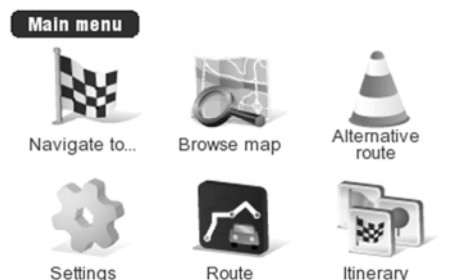 Main menu
Navigate to...
Browse map
Alternative
route
Settings
Route
Itinerary